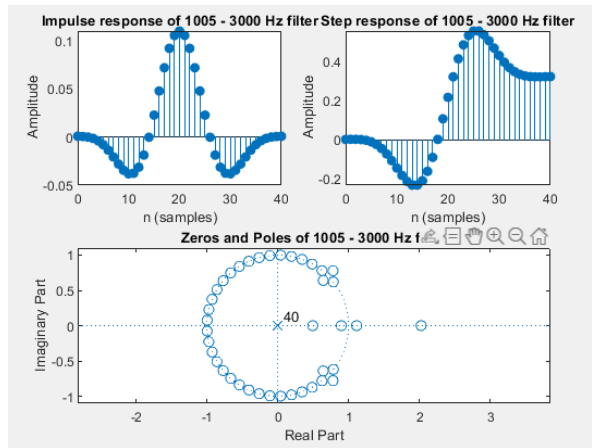 Impulse response of 1005 - 3000 Hz filter
Step response of 1005 - 3000 Hz filter
0.1
0.05
0
-0.05
Amplitude
0 10 20 30 40
n (samples)
0.4
0.2
0
-0.2
Amplitude
0 20 40
n (samples)
Zeros and Poles of 1005 - 3000 Hz f
1
0.5
0
-0.5
-1
Imaginary Part
40
-2 -1 0 1 2 3
Real Part